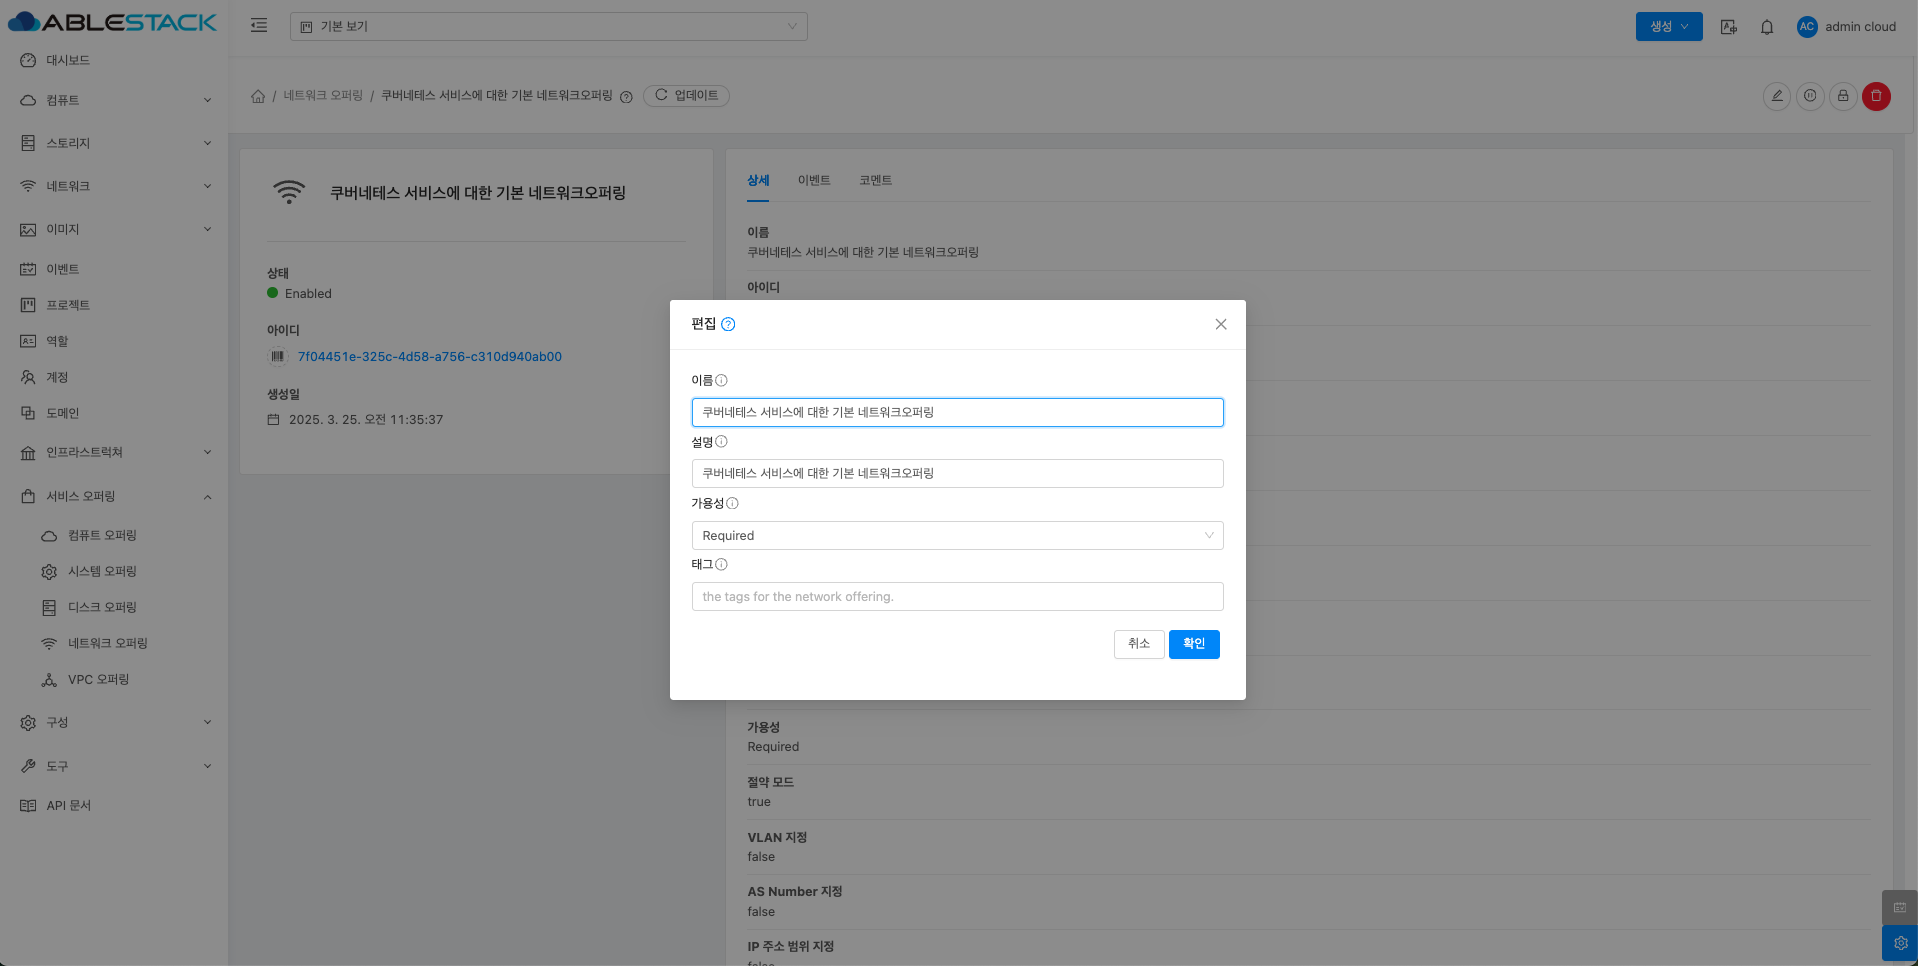 ABLESTACK
기본 보기
생성
AC
admin cloud
대시보드
컴퓨트
스토리지
네트워크
이미지
이벤트
프로젝트
역할
계정
도메인
인프라스트럭쳐
서비스 오퍼링
컴퓨트 오퍼링
시스템 오퍼링
디스크 오퍼링
네트워크 오퍼링
VPC 오퍼링
구성
도구
API 문서
/ 네트워크 오퍼링 / 쿠버네테스 서비스에 대한 기본 네트워크오퍼링
업데이트
쿠버네테스 서비스에 대한 기본 네트워크오퍼링
상태
Enabled
아이디
7f04451e-325c-4d58-a756-c310d940ab00
생성일
2025. 3. 25. 오전 11:35:37
상세
이벤트
코멘트
이름
쿠버네테스 서비스에 대한 기본 네트워크오퍼링
아이디
편집
이름
쿠버네테스 서비스에 대한 기본 네트워크오퍼링
설명
쿠버네테스 서비스에 대한 기본 네트워크오퍼링
가용성
Required
태그
the tags for the network offering.
취소
확인
가용성
Required
절약 모드
true
VLAN 지정
false
AS Number 지정
false
IP 주소 범위 지정
false